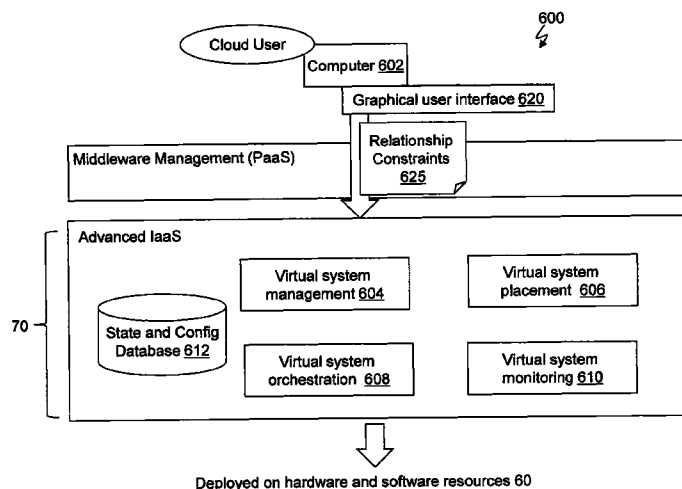 600
Cloud User
Computer 602
Graphical user interface 620
Middleware Management (PaaS)
Relationship
Constraints
625
Advanced IaaS
70
State and Config
Database 612
Virtual system
management 604
Virtual system
placement 606
Virtual system
orchestration 608
Virtual system
monitoring 610
Deployed on hardware and software resources 60